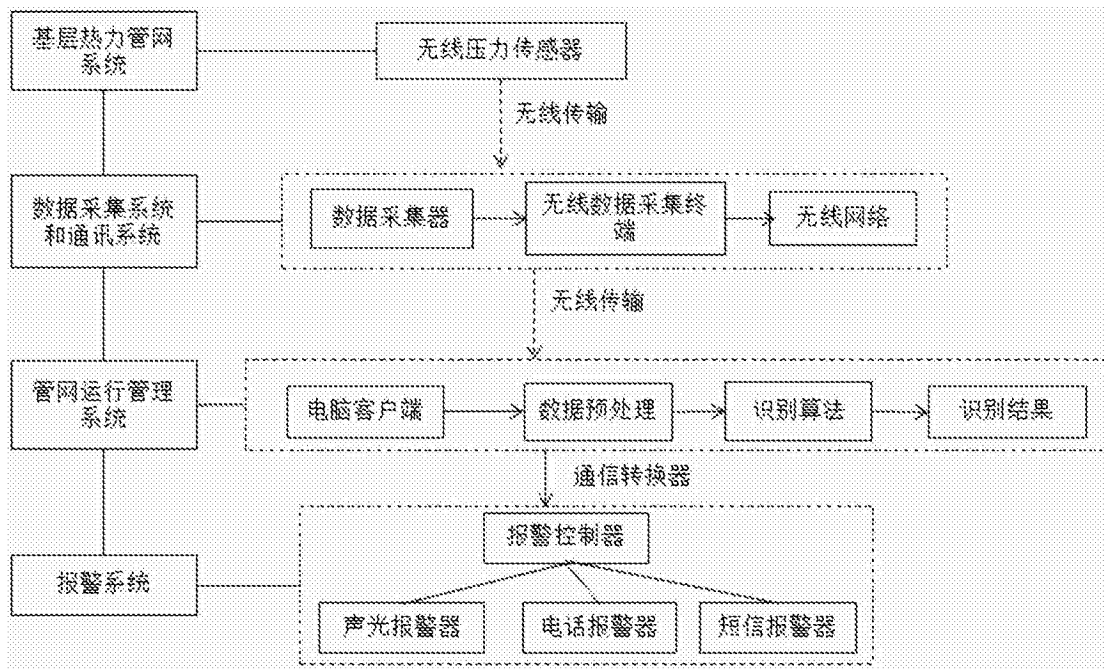 基层热力管网
系统
无线压力传感器
无线传输
数据采集系统
和通讯系统
数据采集器
无线数据采集终
端
无线网络
无线传输
管网运行管理
系统
电脑客户端
数据预处理
识别算法
识别结果
通信转换器
报警控制器
报警系统
声光报警器
电话报警器
短信报警器